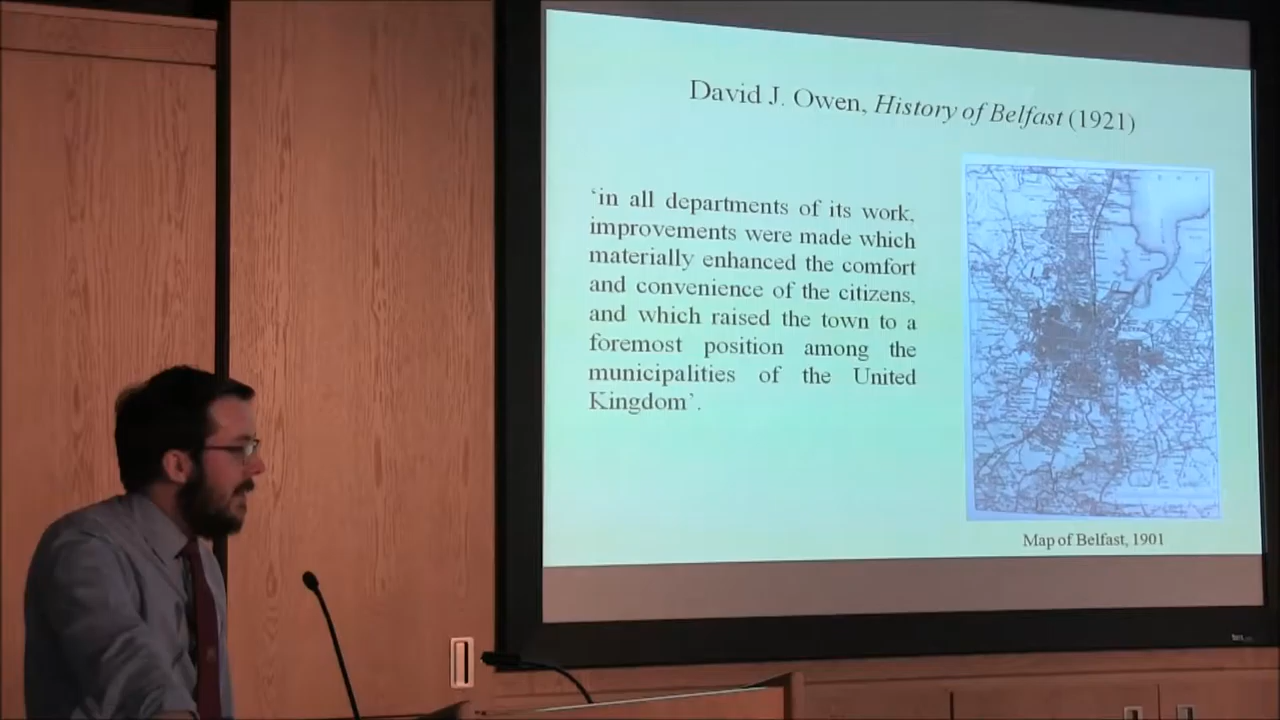 David J. Owen, History of Belfast (1921)
‘in all departments of its work,
improvements were made which
materially enhanced the comfort
and convenience of the citizens,
and which raised the town to a
foremost position among the
municipalities of the United
Kingdom’.
Map of Belfast, 1901